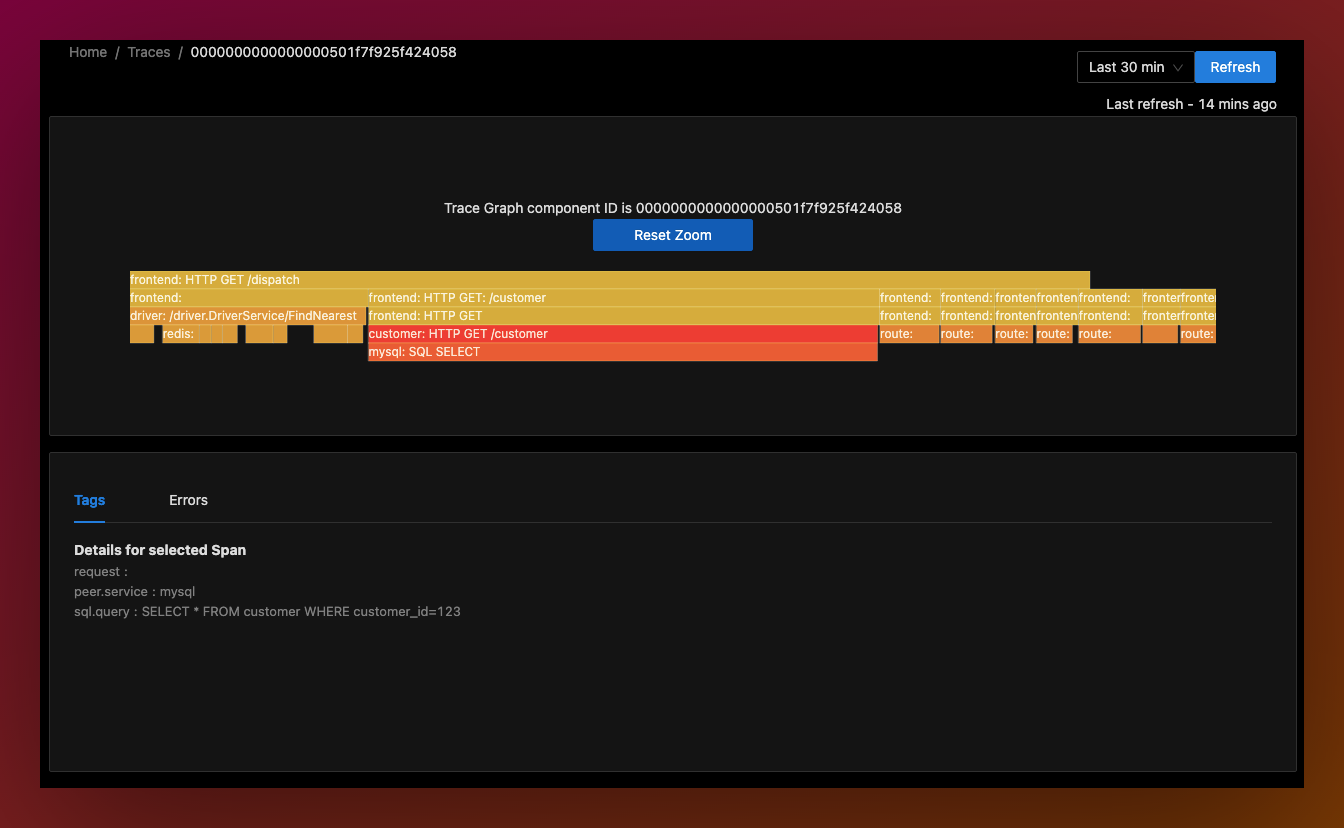 Home / Traces / 0000000000000000501f7f925f424058
Last 30 min
Refresh
Last refresh - 14 mins ago
Trace Graph component ID is 0000000000000000501f7f925f424058
Reset Zoom
frontend: HTTP GET /dispatch
frontend: frontend: HTTP GET: /customer frontend: frontend: fronten fronten frontend: fronter fronte
driver: /driver.DriverService/FindNearest frontend: HTTP GET frontend: frontend: fronten fronten frontend: fronter fronte
redis: customer: HTTP GET /customer route: route: route: route: route: route:
mysql: SQL SELECT
Tags Errors
Details for selected Span
request :
peer.service : mysql
sql.query : SELECT * FROM customer WHERE customer_id=123